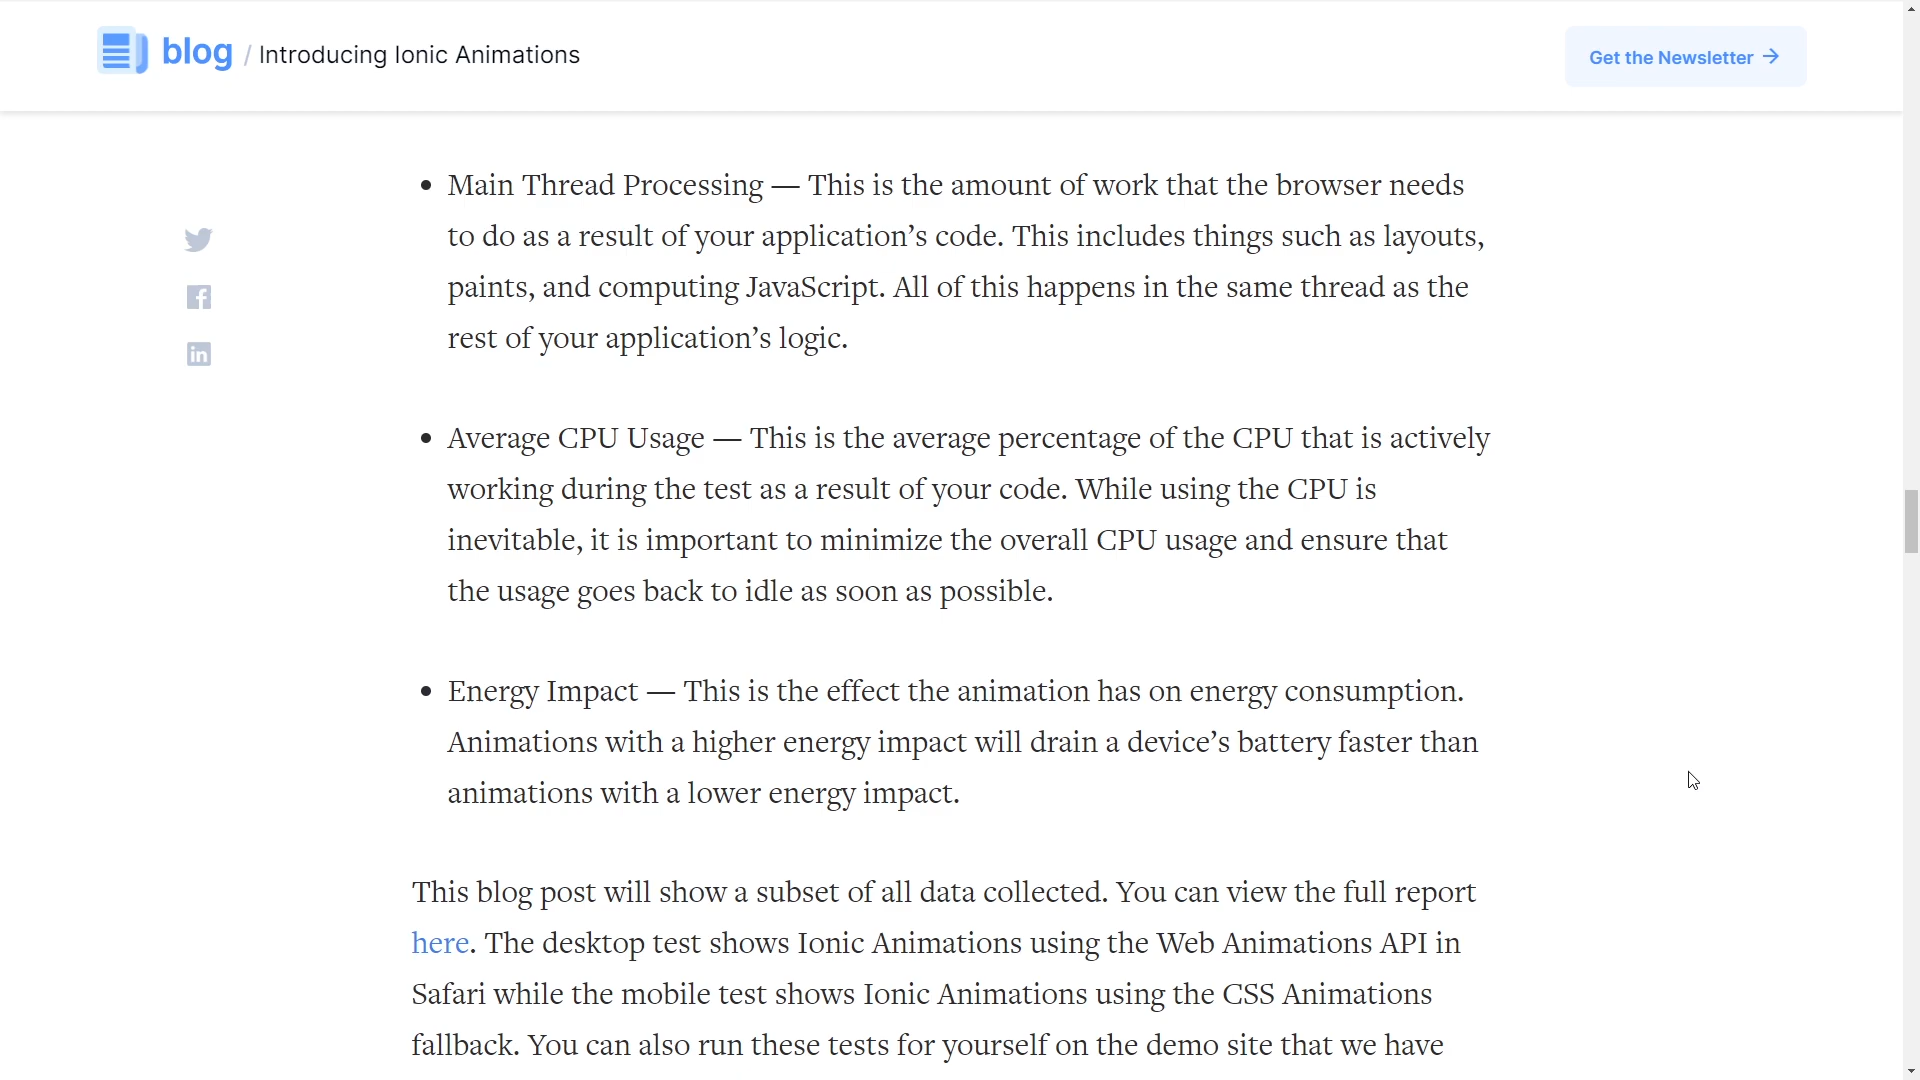 blog / Introducing Ionic Animations
Get the Newsletter →
• Main Thread Processing — This is the amount of work that the browser needs
to do as a result of your application’s code. This includes things such as layouts,
paints, and computing JavaScript. All of this happens in the same thread as the
rest of your application’s logic.
• Average CPU Usage — This is the average percentage of the CPU that is actively
working during the test as a result of your code. While using the CPU is
inevitable, it is important to minimize the overall CPU usage and ensure that
the usage goes back to idle as soon as possible.
• Energy Impact — This is the effect the animation has on energy consumption.
Animations with a higher energy impact will drain a device’s battery faster than
animations with a lower energy impact.
This blog post will show a subset of all data collected. You can view the full report
here. The desktop test shows Ionic Animations using the Web Animations API in
Safari while the mobile test shows Ionic Animations using the CSS Animations
fallback. You can also run these tests for yourself on the demo site that we have